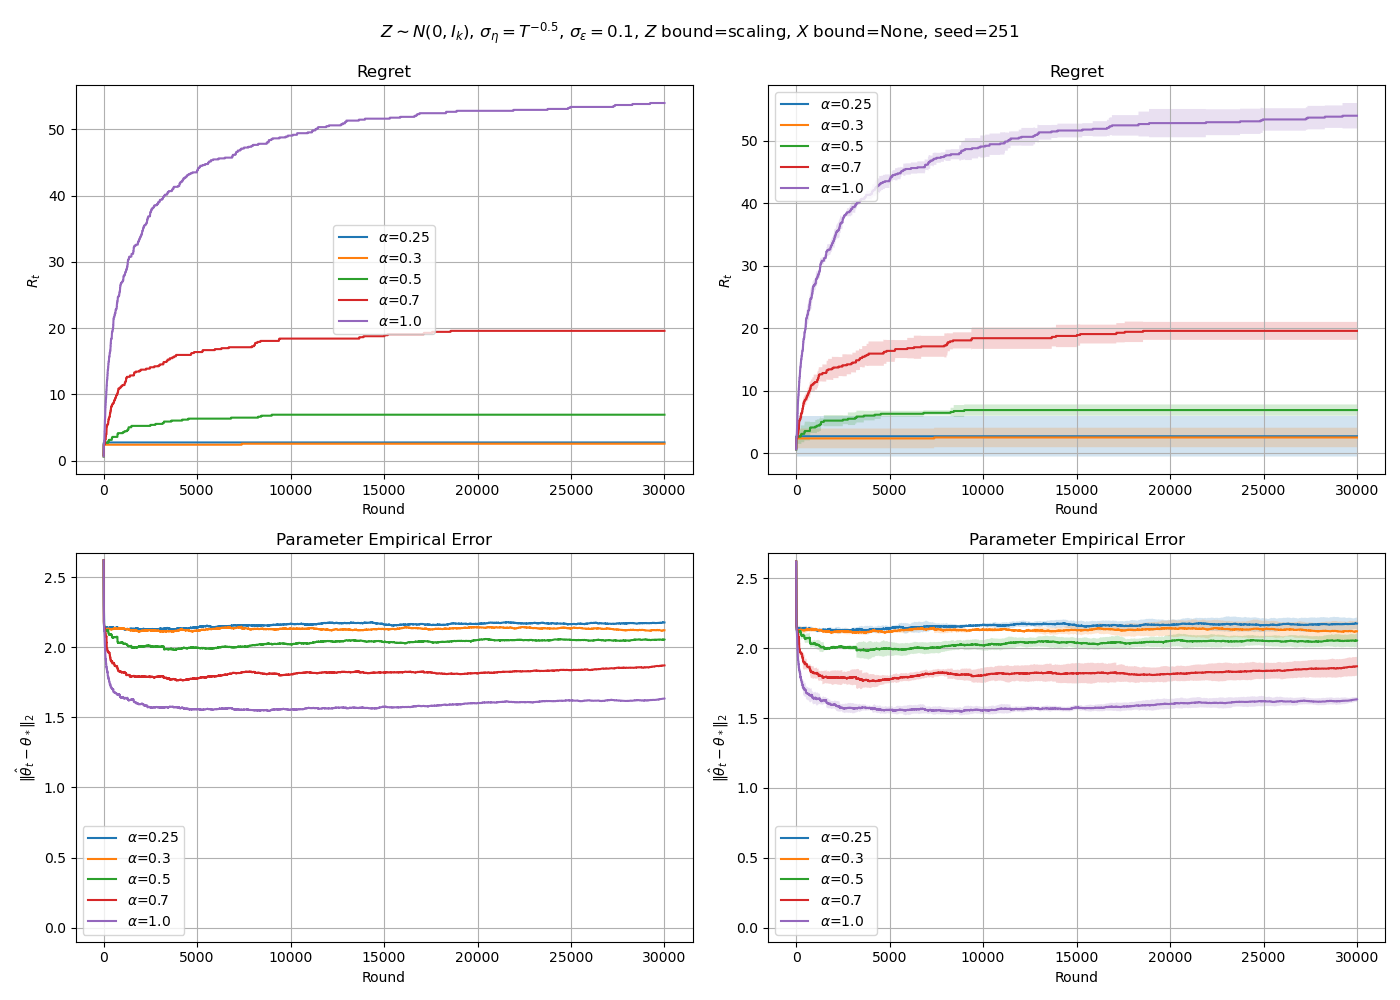 Z ~ N(0, I_k), σ_η = T^{-0.5}, σ_ε = 0.1, Z bound=scaling, X bound=None, seed=251
Regret
R_t
50
40
30
20
10
0
α=0.25
α=0.3
α=0.5
α=0.7
α=1.0
0 5000 10000 15000 20000 25000 30000
Round
Regret
R_t
50
40
30
20
10
0
α=0.25
α=0.3
α=0.5
α=0.7
α=1.0
0 5000 10000 15000 20000 25000 30000
Round
Parameter Empirical Error
‖θ̂_t − θ_*‖_2
2.5
2.0
1.5
1.0
0.5
0.0
α=0.25
α=0.3
α=0.5
α=0.7
α=1.0
0 5000 10000 15000 20000 25000 30000
Round
Parameter Empirical Error
‖θ̂_t − θ_*‖_2
2.5
2.0
1.5
1.0
0.5
0.0
α=0.25
α=0.3
α=0.5
α=0.7
α=1.0
0 5000 10000 15000 20000 25000 30000
Round